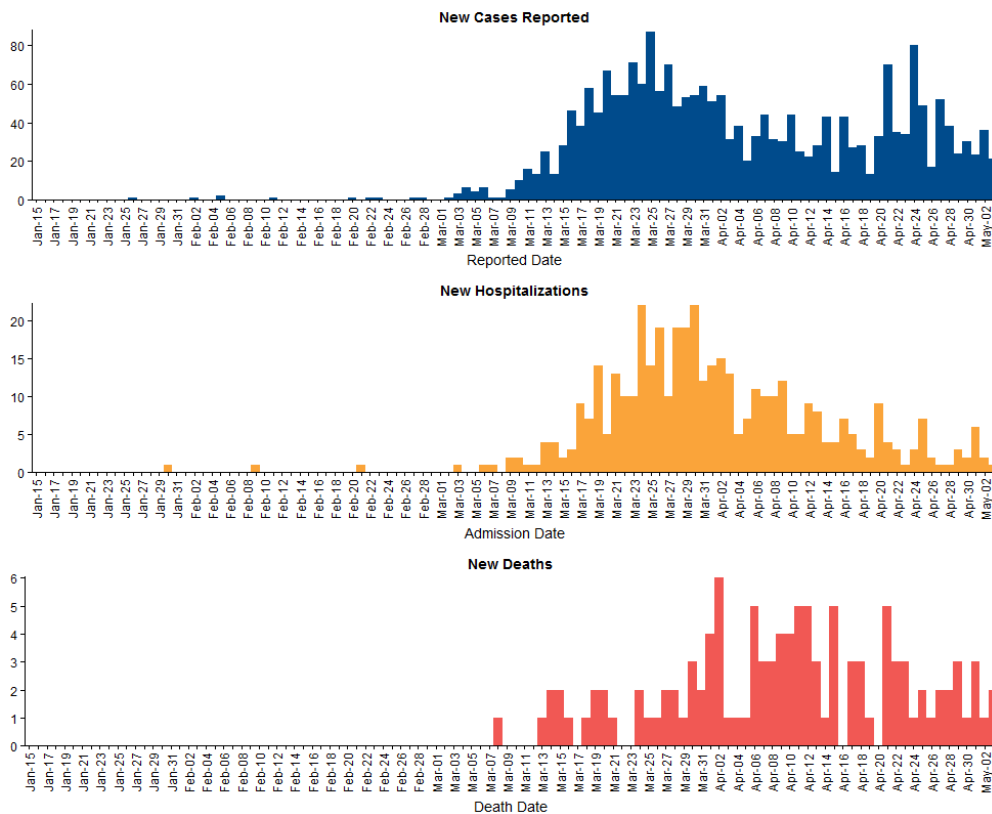 New Cases Reported
80
60
40
20
0
Jan-15 Jan-17 Jan-19 Jan-21 Jan-23 Jan-25 Jan-27 Jan-29 Jan-31 Feb-02 Feb-04 Feb-06 Feb-08 Feb-10 Feb-12 Feb-14 Feb-16 Feb-18 Feb-20 Feb-22 Feb-24 Feb-26 Feb-28 Mar-01 Mar-03 Mar-05 Mar-07 Mar-09 Mar-11 Mar-13 Mar-15 Mar-17 Mar-19 Mar-21 Mar-23 Mar-25 Mar-27 Mar-29 Mar-31 Apr-02 Apr-04 Apr-06 Apr-08 Apr-10 Apr-12 Apr-14 Apr-16 Apr-18 Apr-20 Apr-22 Apr-24 Apr-26 Apr-28 Apr-30 May-02
Reported Date
New Hospitalizations
20
15
10
5
0
Jan-15 Jan-17 Jan-19 Jan-21 Jan-23 Jan-25 Jan-27 Jan-29 Jan-31 Feb-02 Feb-04 Feb-06 Feb-08 Feb-10 Feb-12 Feb-14 Feb-16 Feb-18 Feb-20 Feb-22 Feb-24 Feb-26 Feb-28 Mar-01 Mar-03 Mar-05 Mar-07 Mar-09 Mar-11 Mar-13 Mar-15 Mar-17 Mar-19 Mar-21 Mar-23 Mar-25 Mar-27 Mar-29 Mar-31 Apr-02 Apr-04 Apr-06 Apr-08 Apr-10 Apr-12 Apr-14 Apr-16 Apr-18 Apr-20 Apr-22 Apr-24 Apr-26 Apr-28 Apr-30 May-02
Admission Date
New Deaths
6
5
4
3
2
1
0
Jan-15 Jan-17 Jan-19 Jan-21 Jan-23 Jan-25 Jan-27 Jan-29 Jan-31 Feb-02 Feb-04 Feb-06 Feb-08 Feb-10 Feb-12 Feb-14 Feb-16 Feb-18 Feb-20 Feb-22 Feb-24 Feb-26 Feb-28 Mar-01 Mar-03 Mar-05 Mar-07 Mar-09 Mar-11 Mar-13 Mar-15 Mar-17 Mar-19 Mar-21 Mar-23 Mar-25 Mar-27 Mar-29 Mar-31 Apr-02 Apr-04 Apr-06 Apr-08 Apr-10 Apr-12 Apr-14 Apr-16 Apr-18 Apr-20 Apr-22 Apr-24 Apr-26 Apr-28 Apr-30 May-02
Death Date